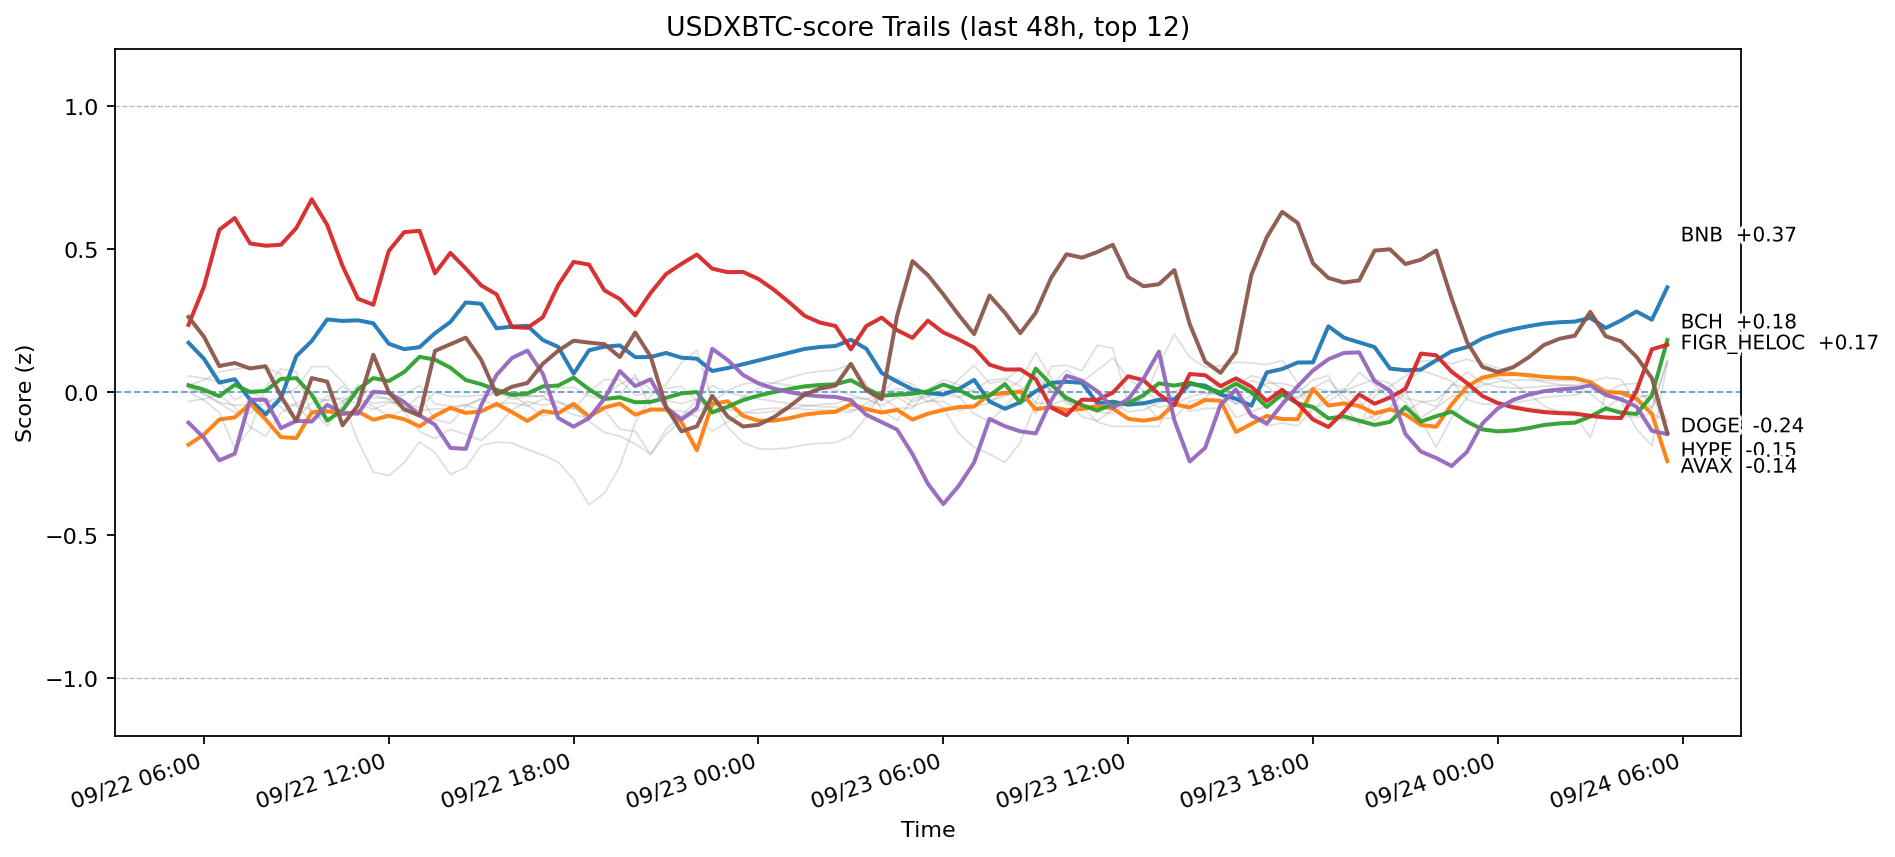 USDXBTC-score Trails (last 48h, top 12)
Score (z)
1.0
0.5
0.0
−0.5
−1.0
BNB +0.37
BCH +0.18
FIGR_HELOC +0.17
DOGE -0.24
HYPE -0.15
AVAX -0.14
09/22 06:00
09/22 12:00
09/22 18:00
09/23 00:00
09/23 06:00
09/23 12:00
09/23 18:00
09/24 00:00
09/24 06:00
Time